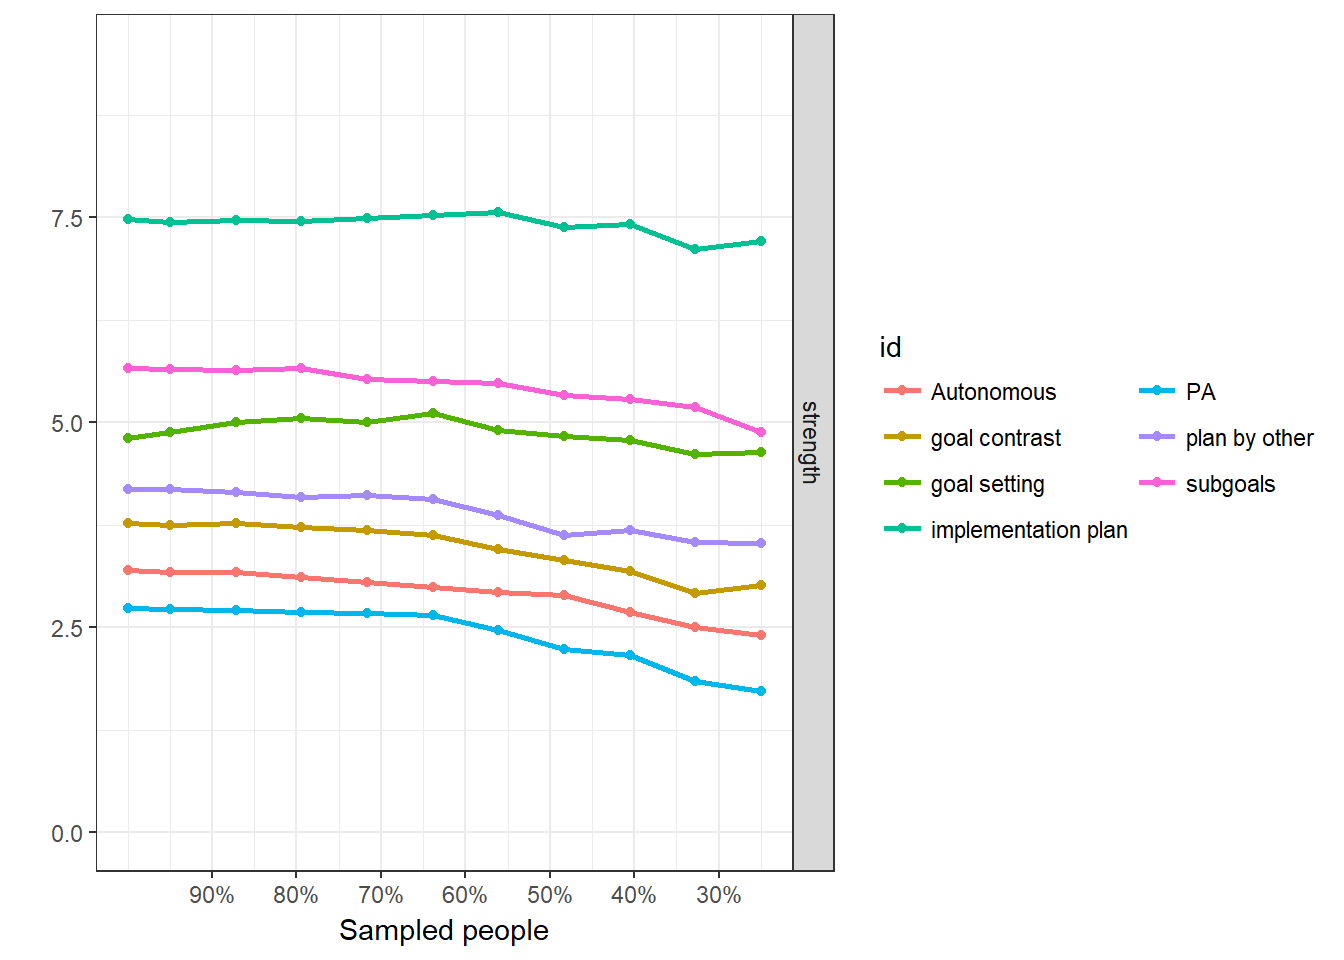 7.5
5.0
2.5
0.0
90% 80% 70% 60% 50% 40% 30%
Sampled people
strength
id
Autonomous
goal contrast
goal setting
implementation plan
PA
plan by other
subgoals